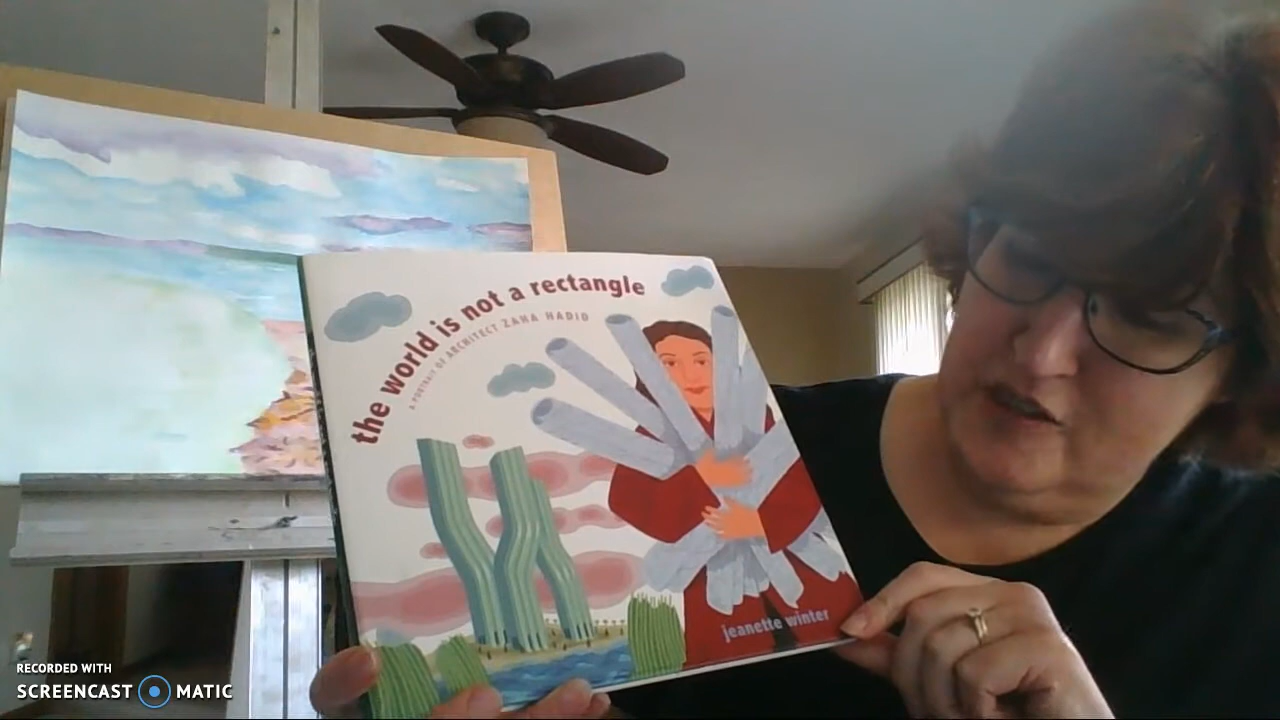 the world is not a rectangle
A PORTRAIT OF ARCHITECT ZAHA HADID
jeanette winter
RECORDED WITH
SCREENCAST MATIC